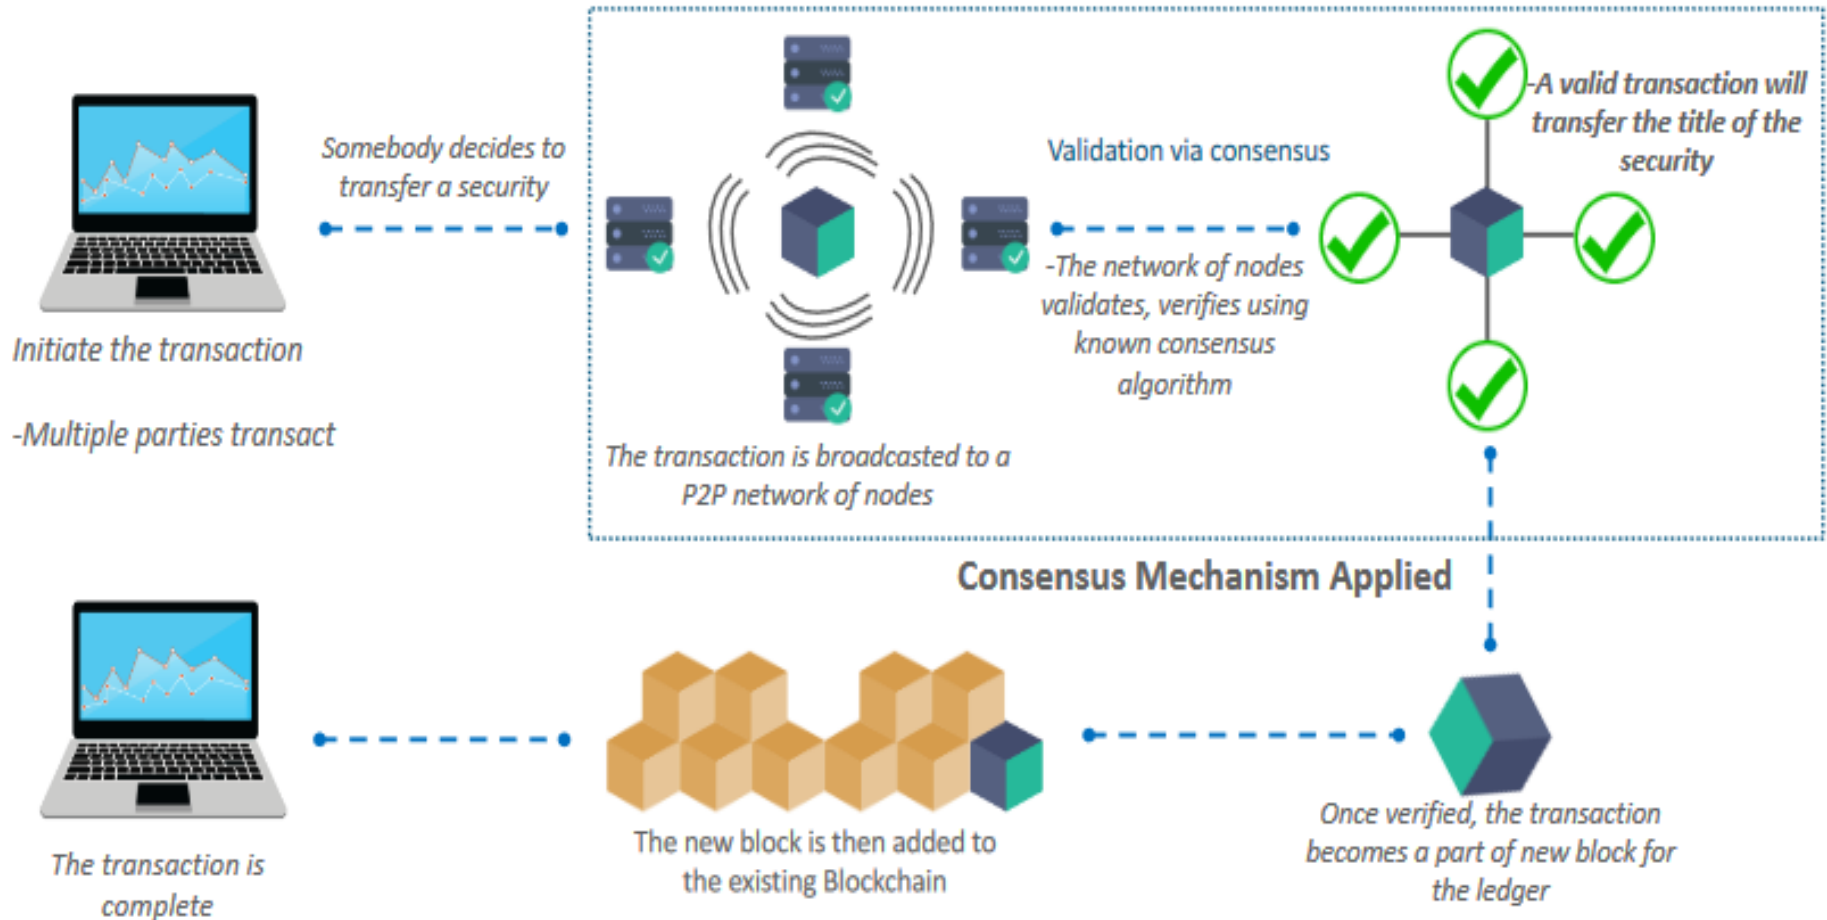 Initiate the transaction
-Multiple parties transact
Somebody decides to
transfer a security
The transaction is broadcasted to a
P2P network of nodes
Validation via consensus
-The network of nodes
validates, verifies using
known consensus
algorithm
-A valid transaction will
transfer the title of the
security
Consensus Mechanism Applied
Once verified, the transaction
becomes a part of new block for
the ledger
The new block is then added to
the existing Blockchain
The transaction is
complete